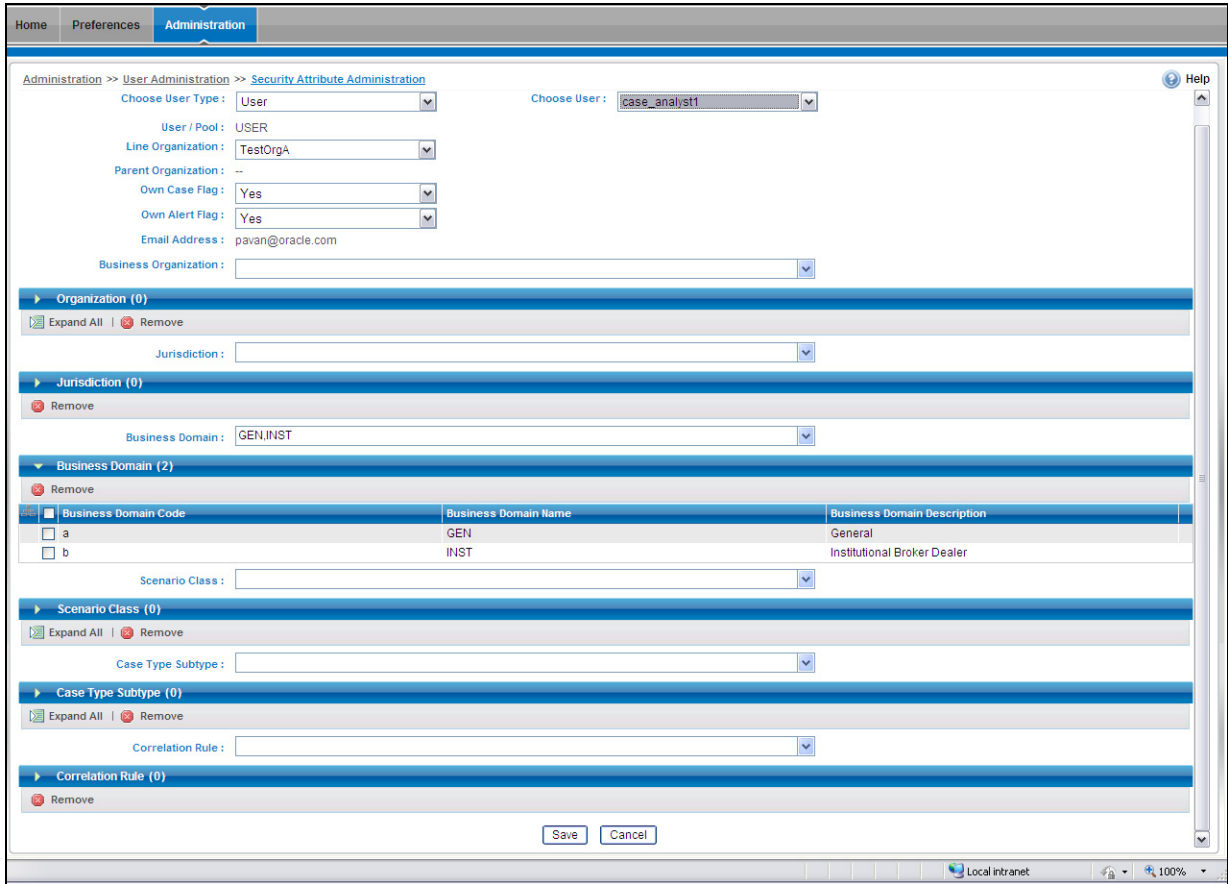 Home Preferences Administration
Administration >> User Administration >> Security Attribute Administration Help
Choose User Type : User Choose User : case_analyst1
User / Pool : USER
Line Organization : TestOrgA
Parent Organization : --
Own Case Flag : Yes
Own Alert Flag : Yes
Email Address : pavan@oracle.com
Business Organization :
Organization (0)
Expand All | Remove
Jurisdiction :
Jurisdiction (0)
Remove
Business Domain : GEN,INST
Business Domain (2)
Remove
Business Domain Code Business Domain Name Business Domain Description
a GEN General
b INST Institutional Broker Dealer
Scenario Class :
Scenario Class (0)
Expand All | Remove
Case Type Subtype :
Case Type Subtype (0)
Expand All | Remove
Correlation Rule :
Correlation Rule (0)
Remove
Save Cancel
Local intranet 100%